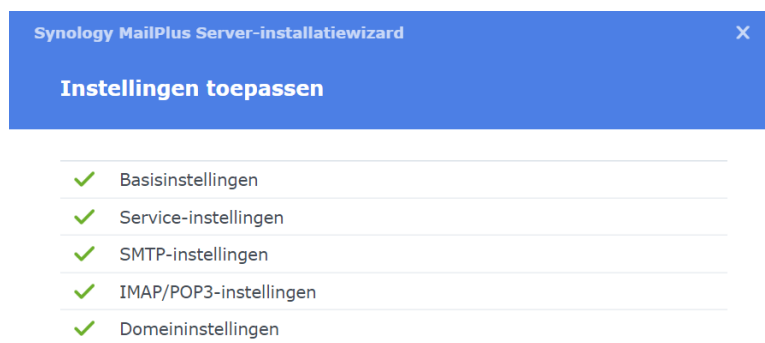 Synology MailPlus Server-installatiewizard
Instellingen toepassen
Basisinstellingen
Service-instellingen
SMTP-instellingen
IMAP/POP3-instellingen
Domeininstellingen